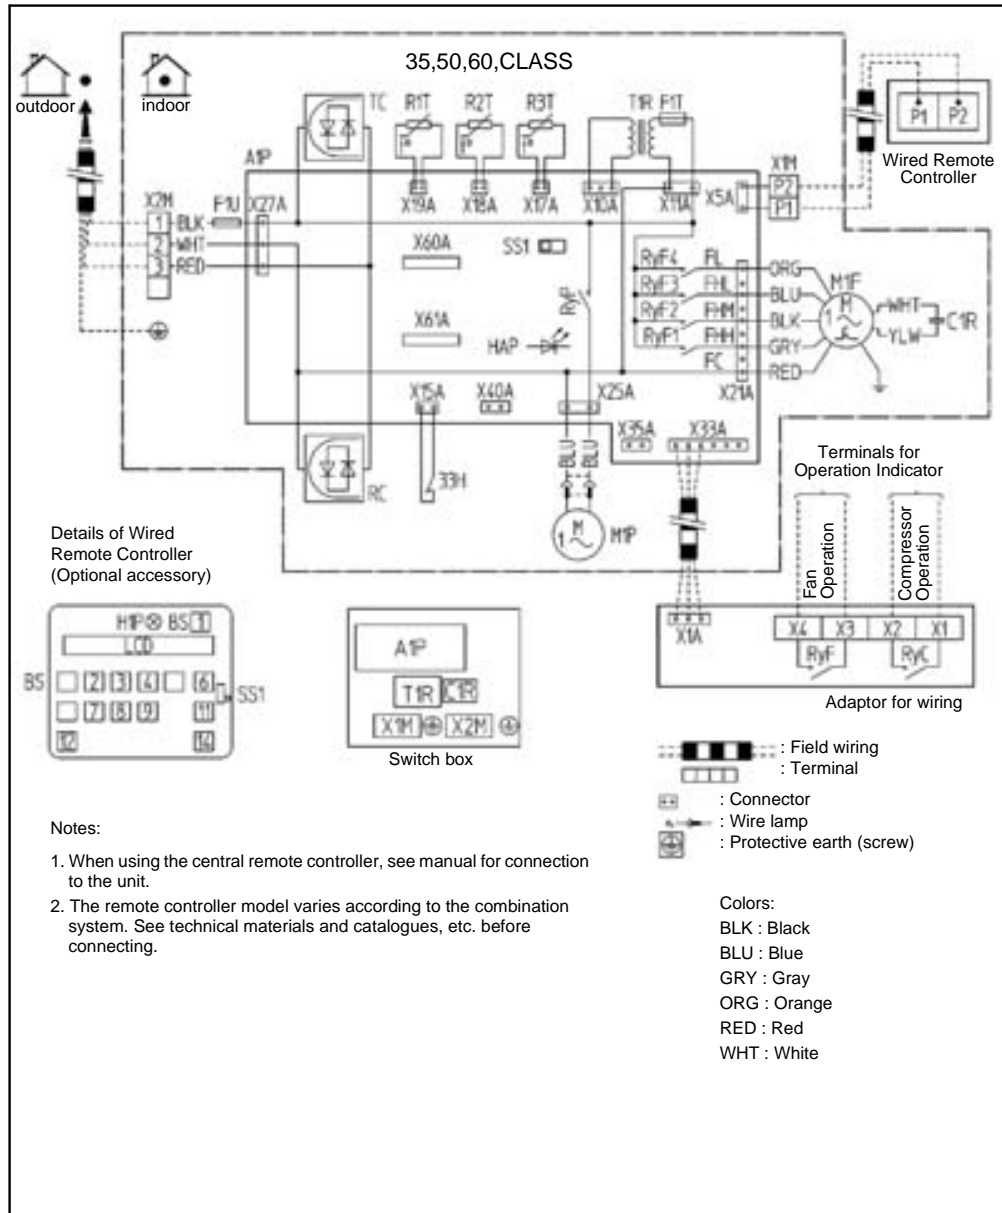 35,50,60,CLASS
outdoor
indoor
TC
R1T
R2T
R3T
T1R
F1T
P1 P2
Wired Remote
Controller
A1P
X2M
F1U
X27A
X19A
X18A
X17A
X10A
X11A
X5A
X1M
P2
P1
1 BLK
2 WHT
3 RED
X60A
SS1
RyF4 FL ORG
RyF3 FHL BLU
RyF2 FHM BLK
RyF1 FHH GRY
FC RED
M1F
M
1
WHT
YLW
C1R
RyP
X61A
HAP
X21A
X15A
X40A
X25A
X35A
X33A
BLU
BLU
33H
RC
M
1
M1P
Terminals for
Operation Indicator
Fan
Operation
Compressor
Operation
X1A
X4 X3 X2 X1
RyF
RyC
Adaptor for wiring
Details of Wired
Remote Controller
(Optional accessory)
H1P BS 1
LCD
BS
2 3 4 6
SS1
7 8 9 11
12 14
A1P
T1R C1R
X1M X2M
Switch box
: Field wiring
: Terminal
: Connector
: Wire lamp
: Protective earth (screw)
Notes:
1. When using the central remote controller, see manual for connection
to the unit.
2. The remote controller model varies according to the combination
system. See technical materials and catalogues, etc. before
connecting.
Colors:
BLK : Black
BLU : Blue
GRY : Gray
ORG : Orange
RED : Red
WHT : White